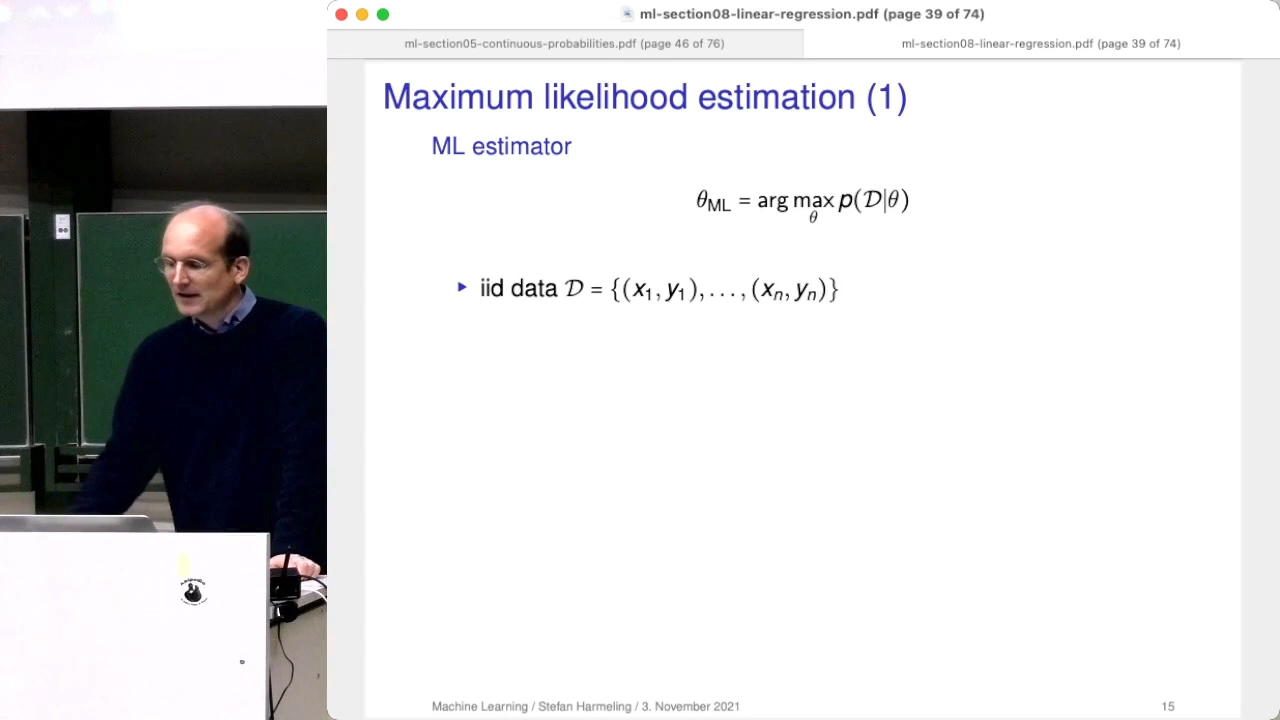 ml-section08-linear-regression.pdf (page 39 of 74)
ml-section05-continuous-probabilities.pdf (page 46 of 76)
ml-section08-linear-regression.pdf (page 39 of 74)
Maximum likelihood estimation (1)
ML estimator
θ_ML = arg max_θ p(𝒟|θ)
▸ iid data 𝒟 = {(x₁, y₁), . . . , (xₙ, yₙ)}
Machine Learning / Stefan Harmeling / 3. November 2021
15